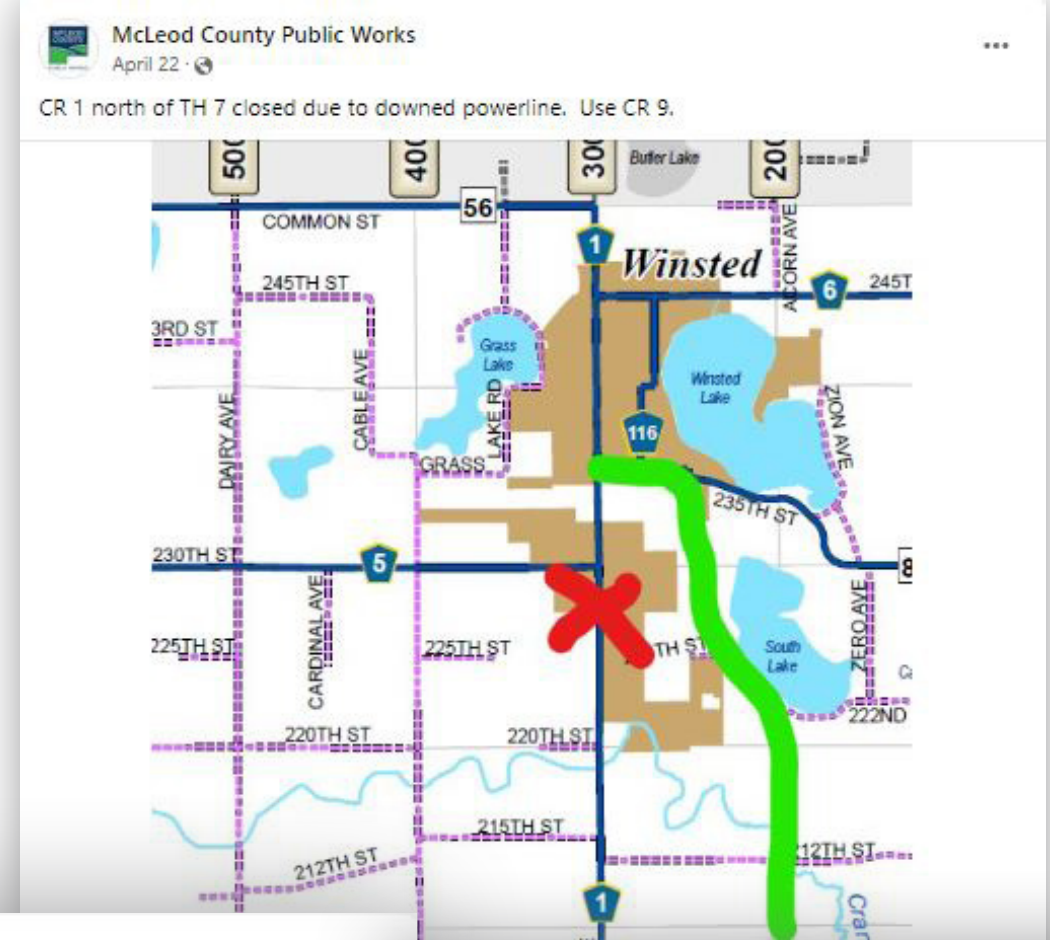 McLeod County Public Works
April 22 ·
CR 1 north of TH 7 closed due to downed powerline. Use CR 9.
500
400
300
200
Butler Lake
56
COMMON ST
1
Winsted
ACORN AVE
6
245T
245TH ST
3RD ST
Grass
Lake
Winsted
Lake
CABLE AVE
DAIRY AVE
LAKE RD
ZION AVE
116
GRASS
235TH ST
230TH ST
5
8
CARDINAL AVE
ZERO AVE
225TH ST
225TH ST
TH ST
South
Lake
222ND
220TH ST
220TH ST
215TH ST
212TH ST
12TH ST
1
Cra